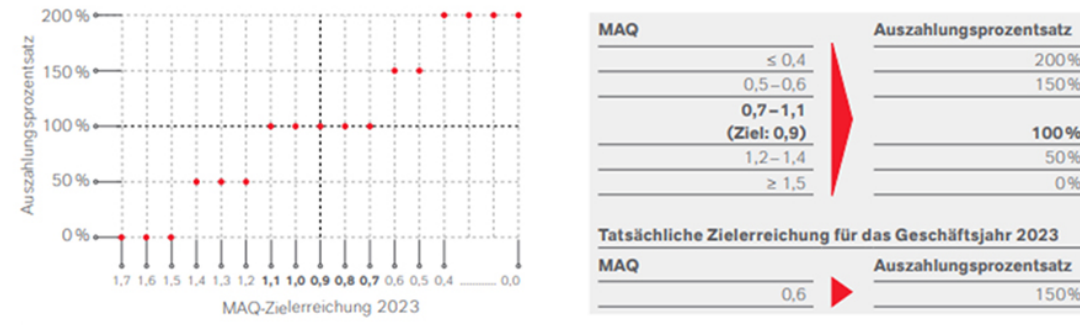 200 %
150 %
100 %
50 %
0 %
Auszahlungsprozentsatz
1,7 1,6 1,5 1,4 1,3 1,2 1,1 1,0 0,9 0,8 0,7 0,6 0,5 0,4 ............ 0,0
MAQ-Zielerreichung 2023
MAQ Auszahlungsprozentsatz
≤ 0,4 200 %
0,5–0,6 150 %
0,7–1,1
(Ziel: 0,9) 100 %
1,2–1,4 50 %
≥ 1,5 0 %
Tatsächliche Zielerreichung für das Geschäftsjahr 2023
MAQ Auszahlungsprozentsatz
0,6 150 %